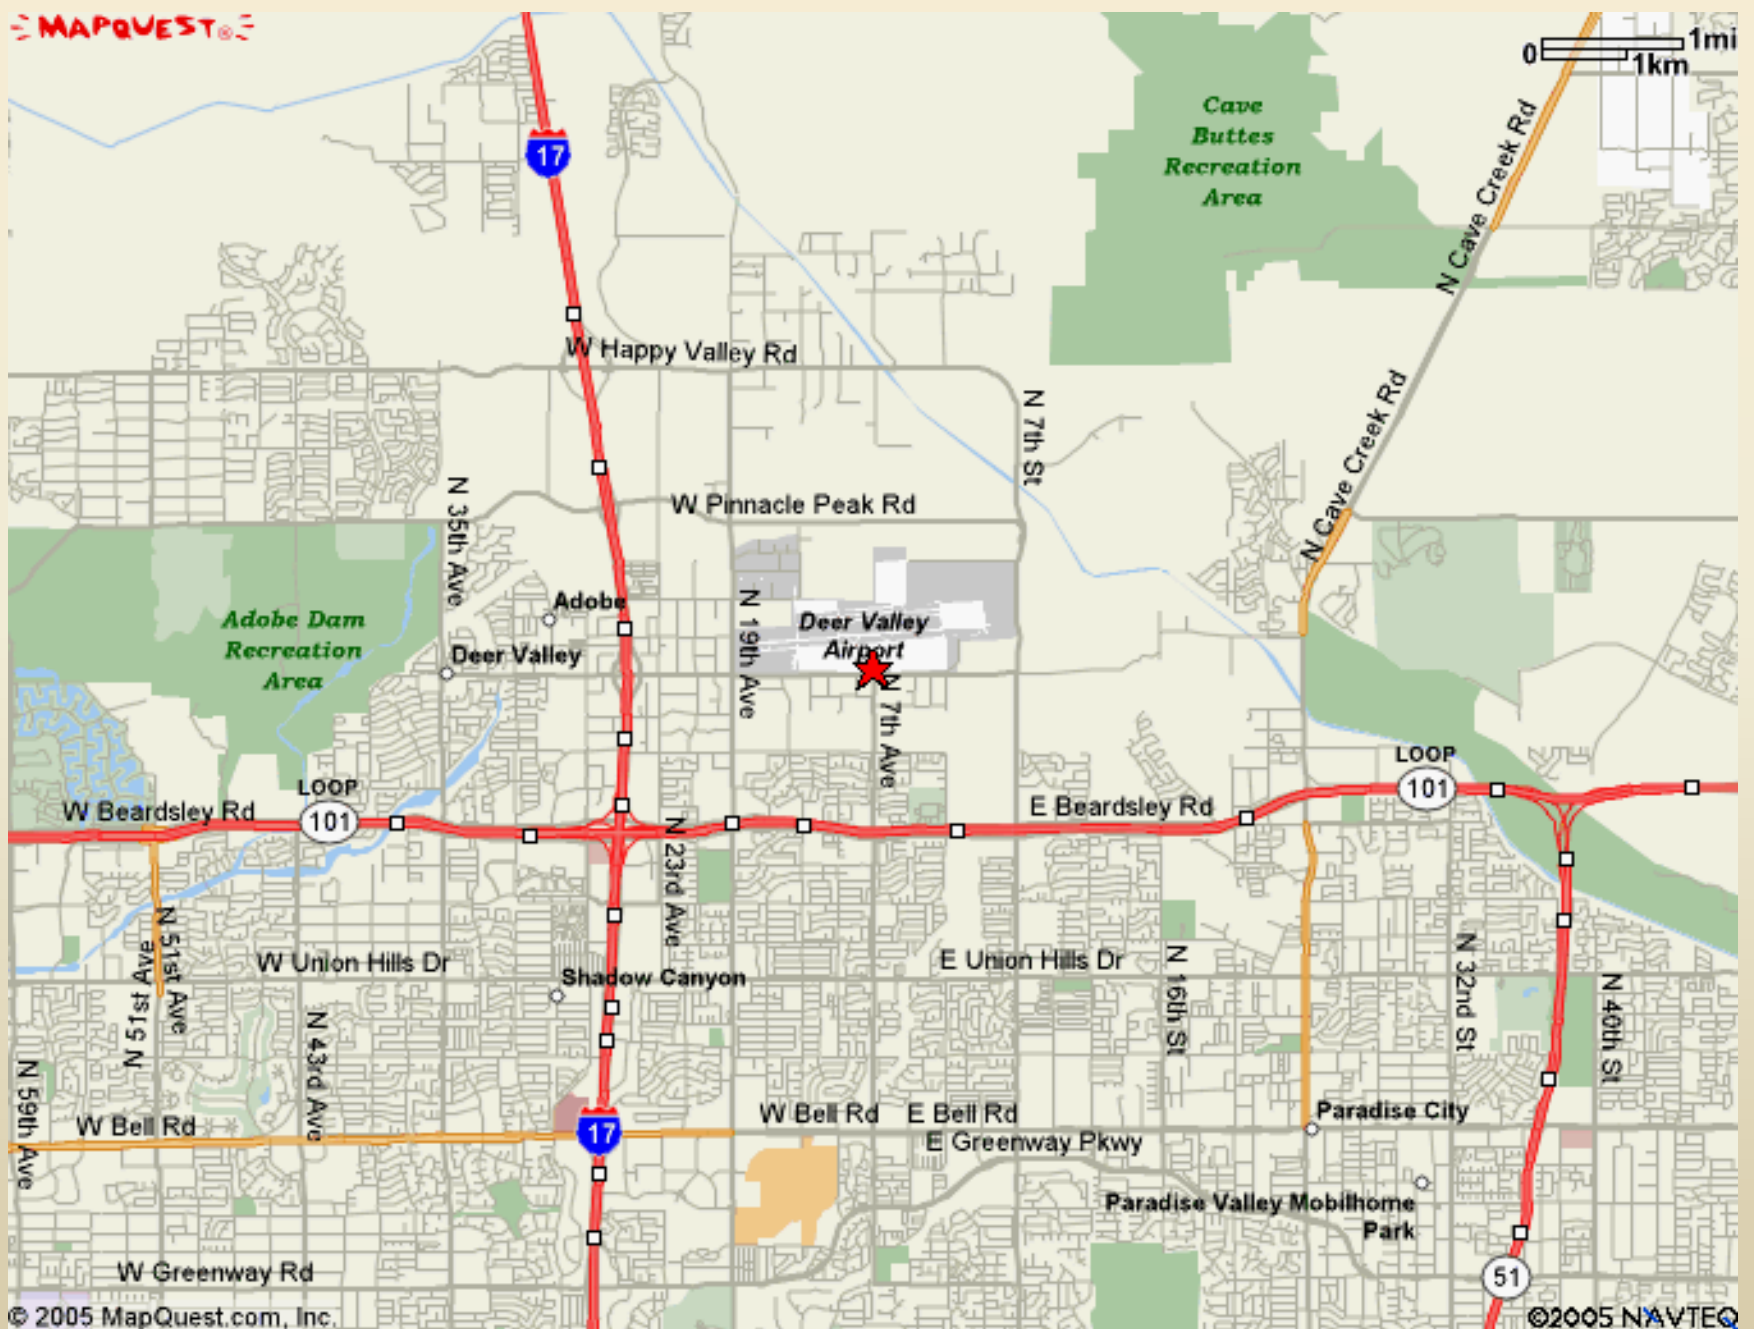 MAPQUEST®
0 1mi
1km
17
Cave
Buttes
Recreation
Area
N Cave Creek Rd
W Happy Valley Rd
N 7th St
N Cave Creek Rd
N 35th Ave
W Pinnacle Peak Rd
Adobe
N 19th Ave
Deer Valley
Airport
Adobe Dam
Recreation
Area
Deer Valley
N 7th Ave
LOOP
101
LOOP
101
W Beardsley Rd
E Beardsley Rd
N 23rd Ave
N 51st Ave
N 51st Ave
W Union Hills Dr
E Union Hills Dr
Shadow Canyon
N 16th St
N 32nd St
N 40th St
N 43rd Ave
N 59th Ave
W Bell Rd
17
W Bell Rd
E Bell Rd
Paradise City
E Greenway Pkwy
Paradise Valley Mobilhome
Park
W Greenway Rd
51
© 2005 MapQuest.com, Inc.
©2005 NAVTEQ